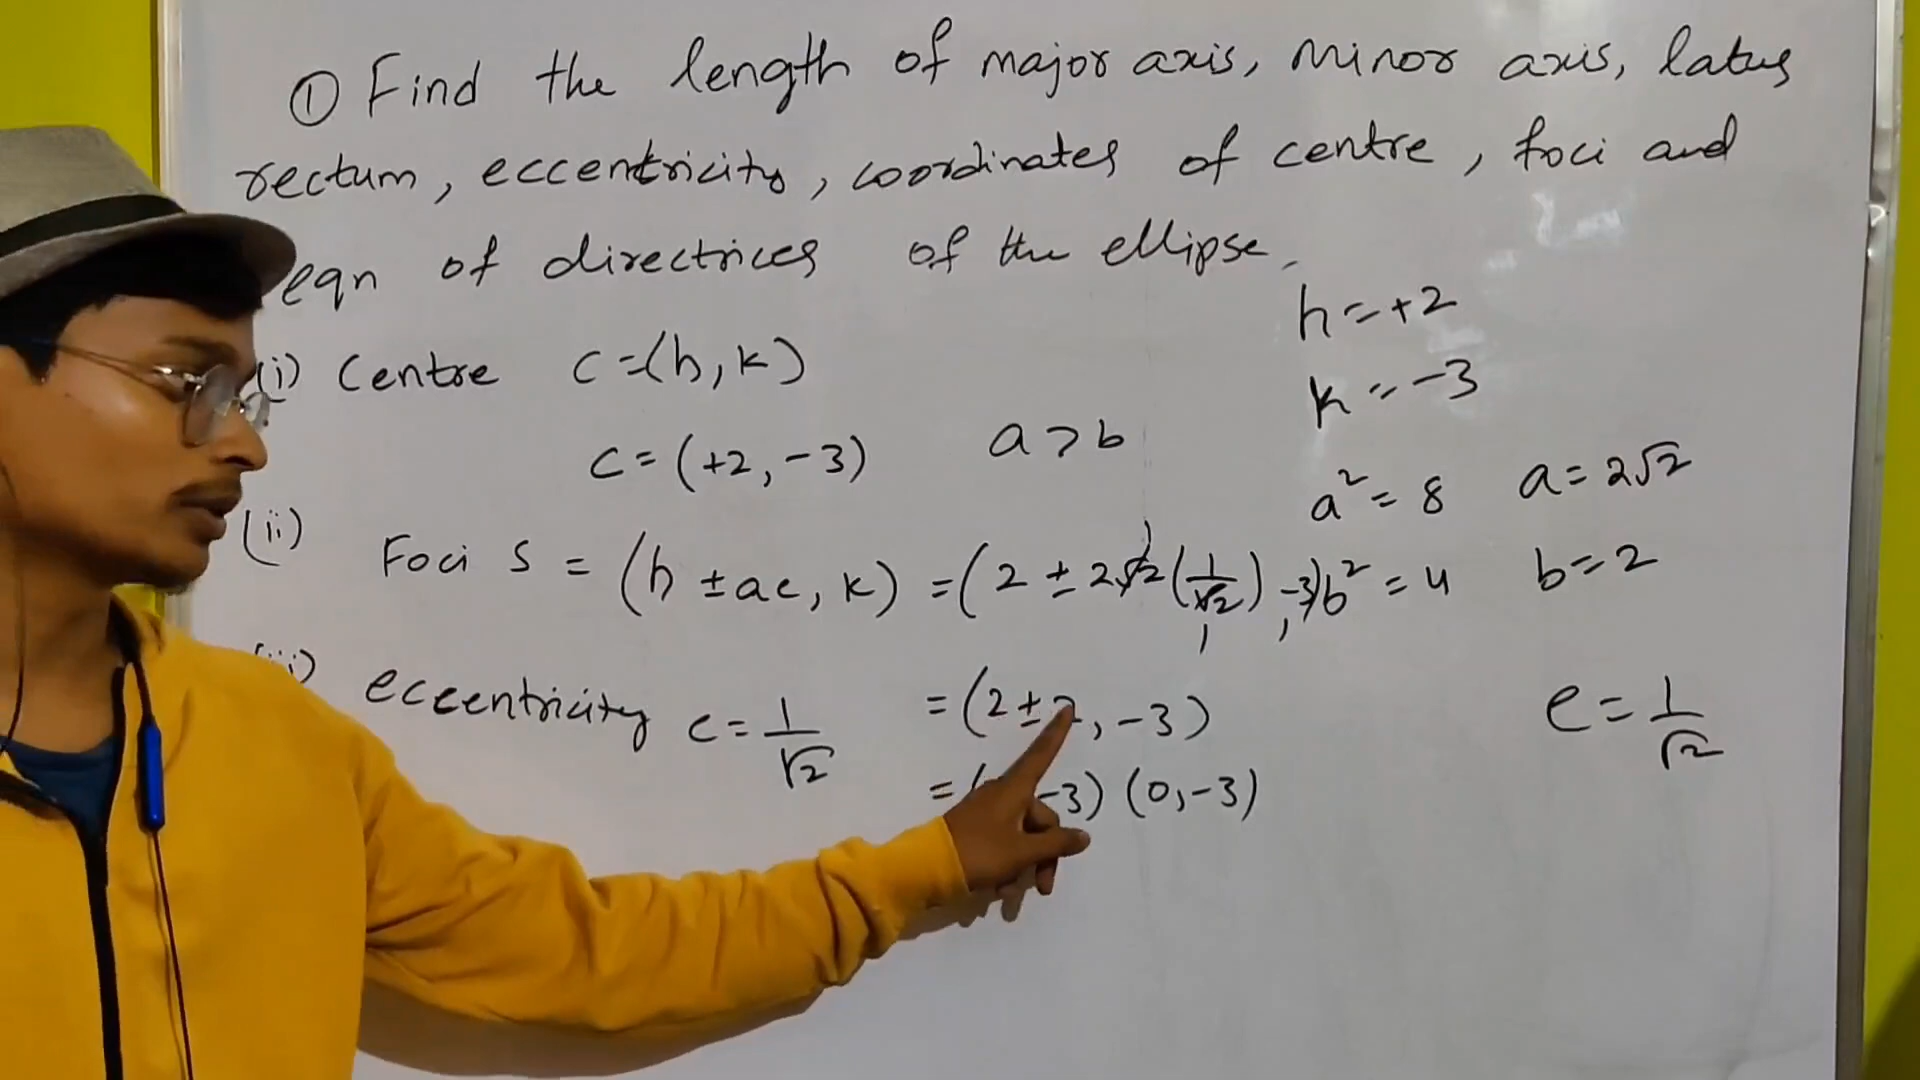 ① Find the length of major axis, minor axis, latus
rectum, eccentricity, coordinates of centre, foci and
eqn of directrices of the ellipse.
h = +2
(i) Centre C = (h, k)
k = -3
C = (+2, -3) a > b
a² = 8 a = 2√2
(ii) Foci S = (h ± ae, k) = (2 ± 2√2(1/√2), -3) b² = 4 b = 2
eccentricity e = 1/√2 = (2 ± 2, -3) e = 1/√2
= ( -3) (0, -3)